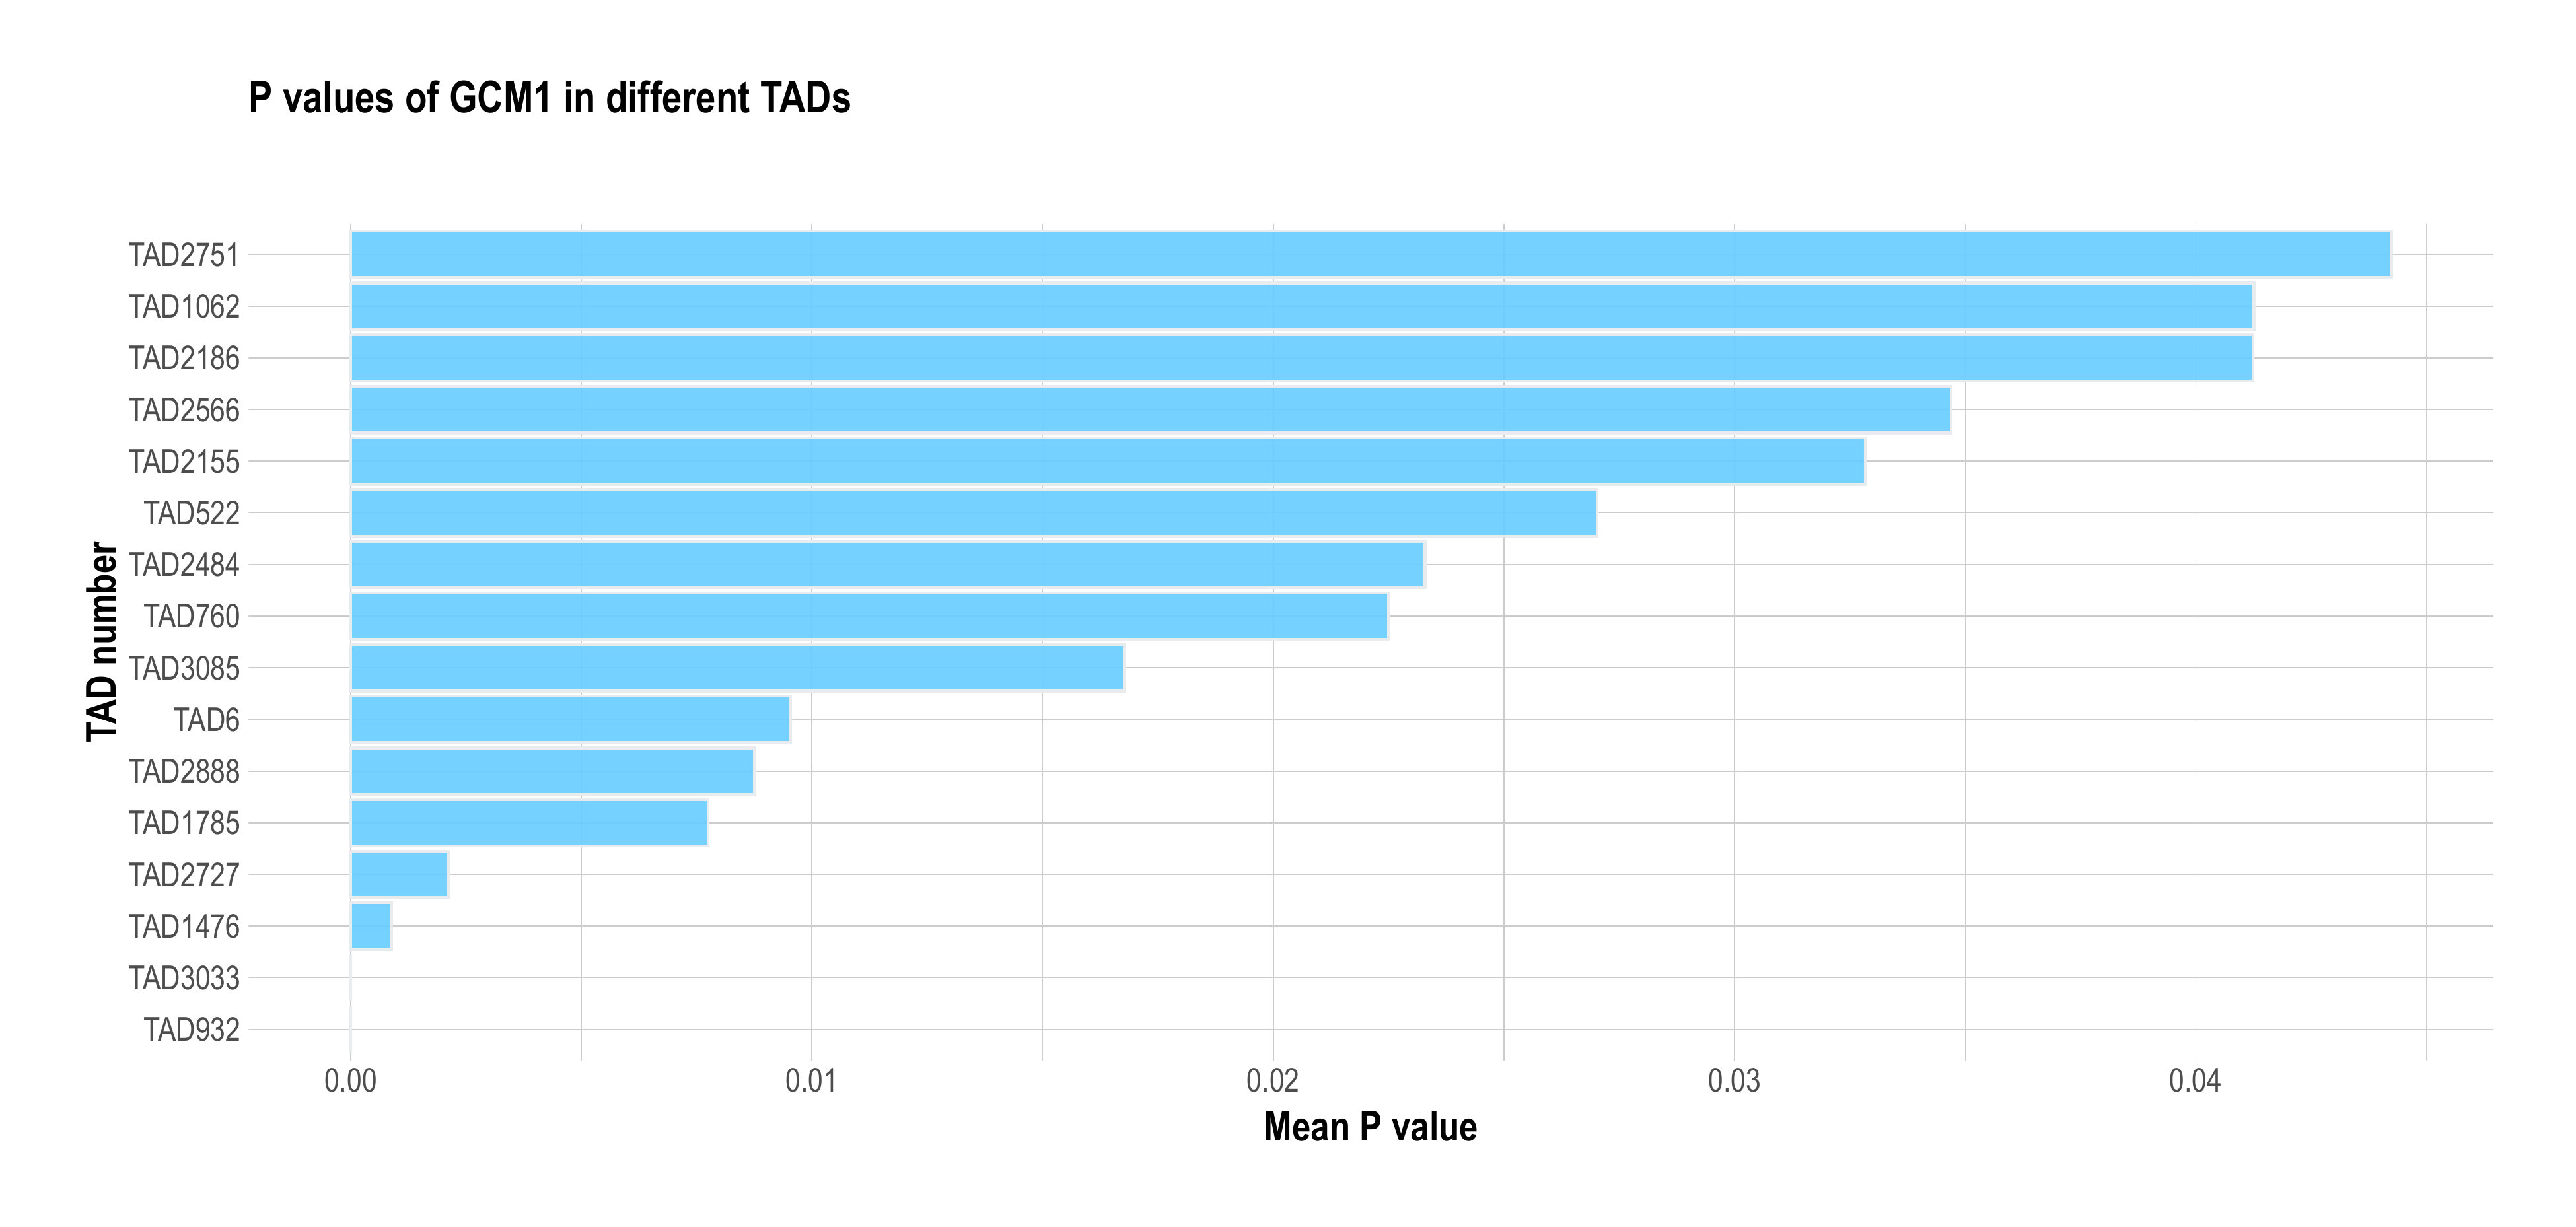 P values of GCM1 in different TADs
TAD number
TAD2751
TAD1062
TAD2186
TAD2566
TAD2155
TAD522
TAD2484
TAD760
TAD3085
TAD6
TAD2888
TAD1785
TAD2727
TAD1476
TAD3033
TAD932
0.00 0.01 0.02 0.03 0.04
Mean P value